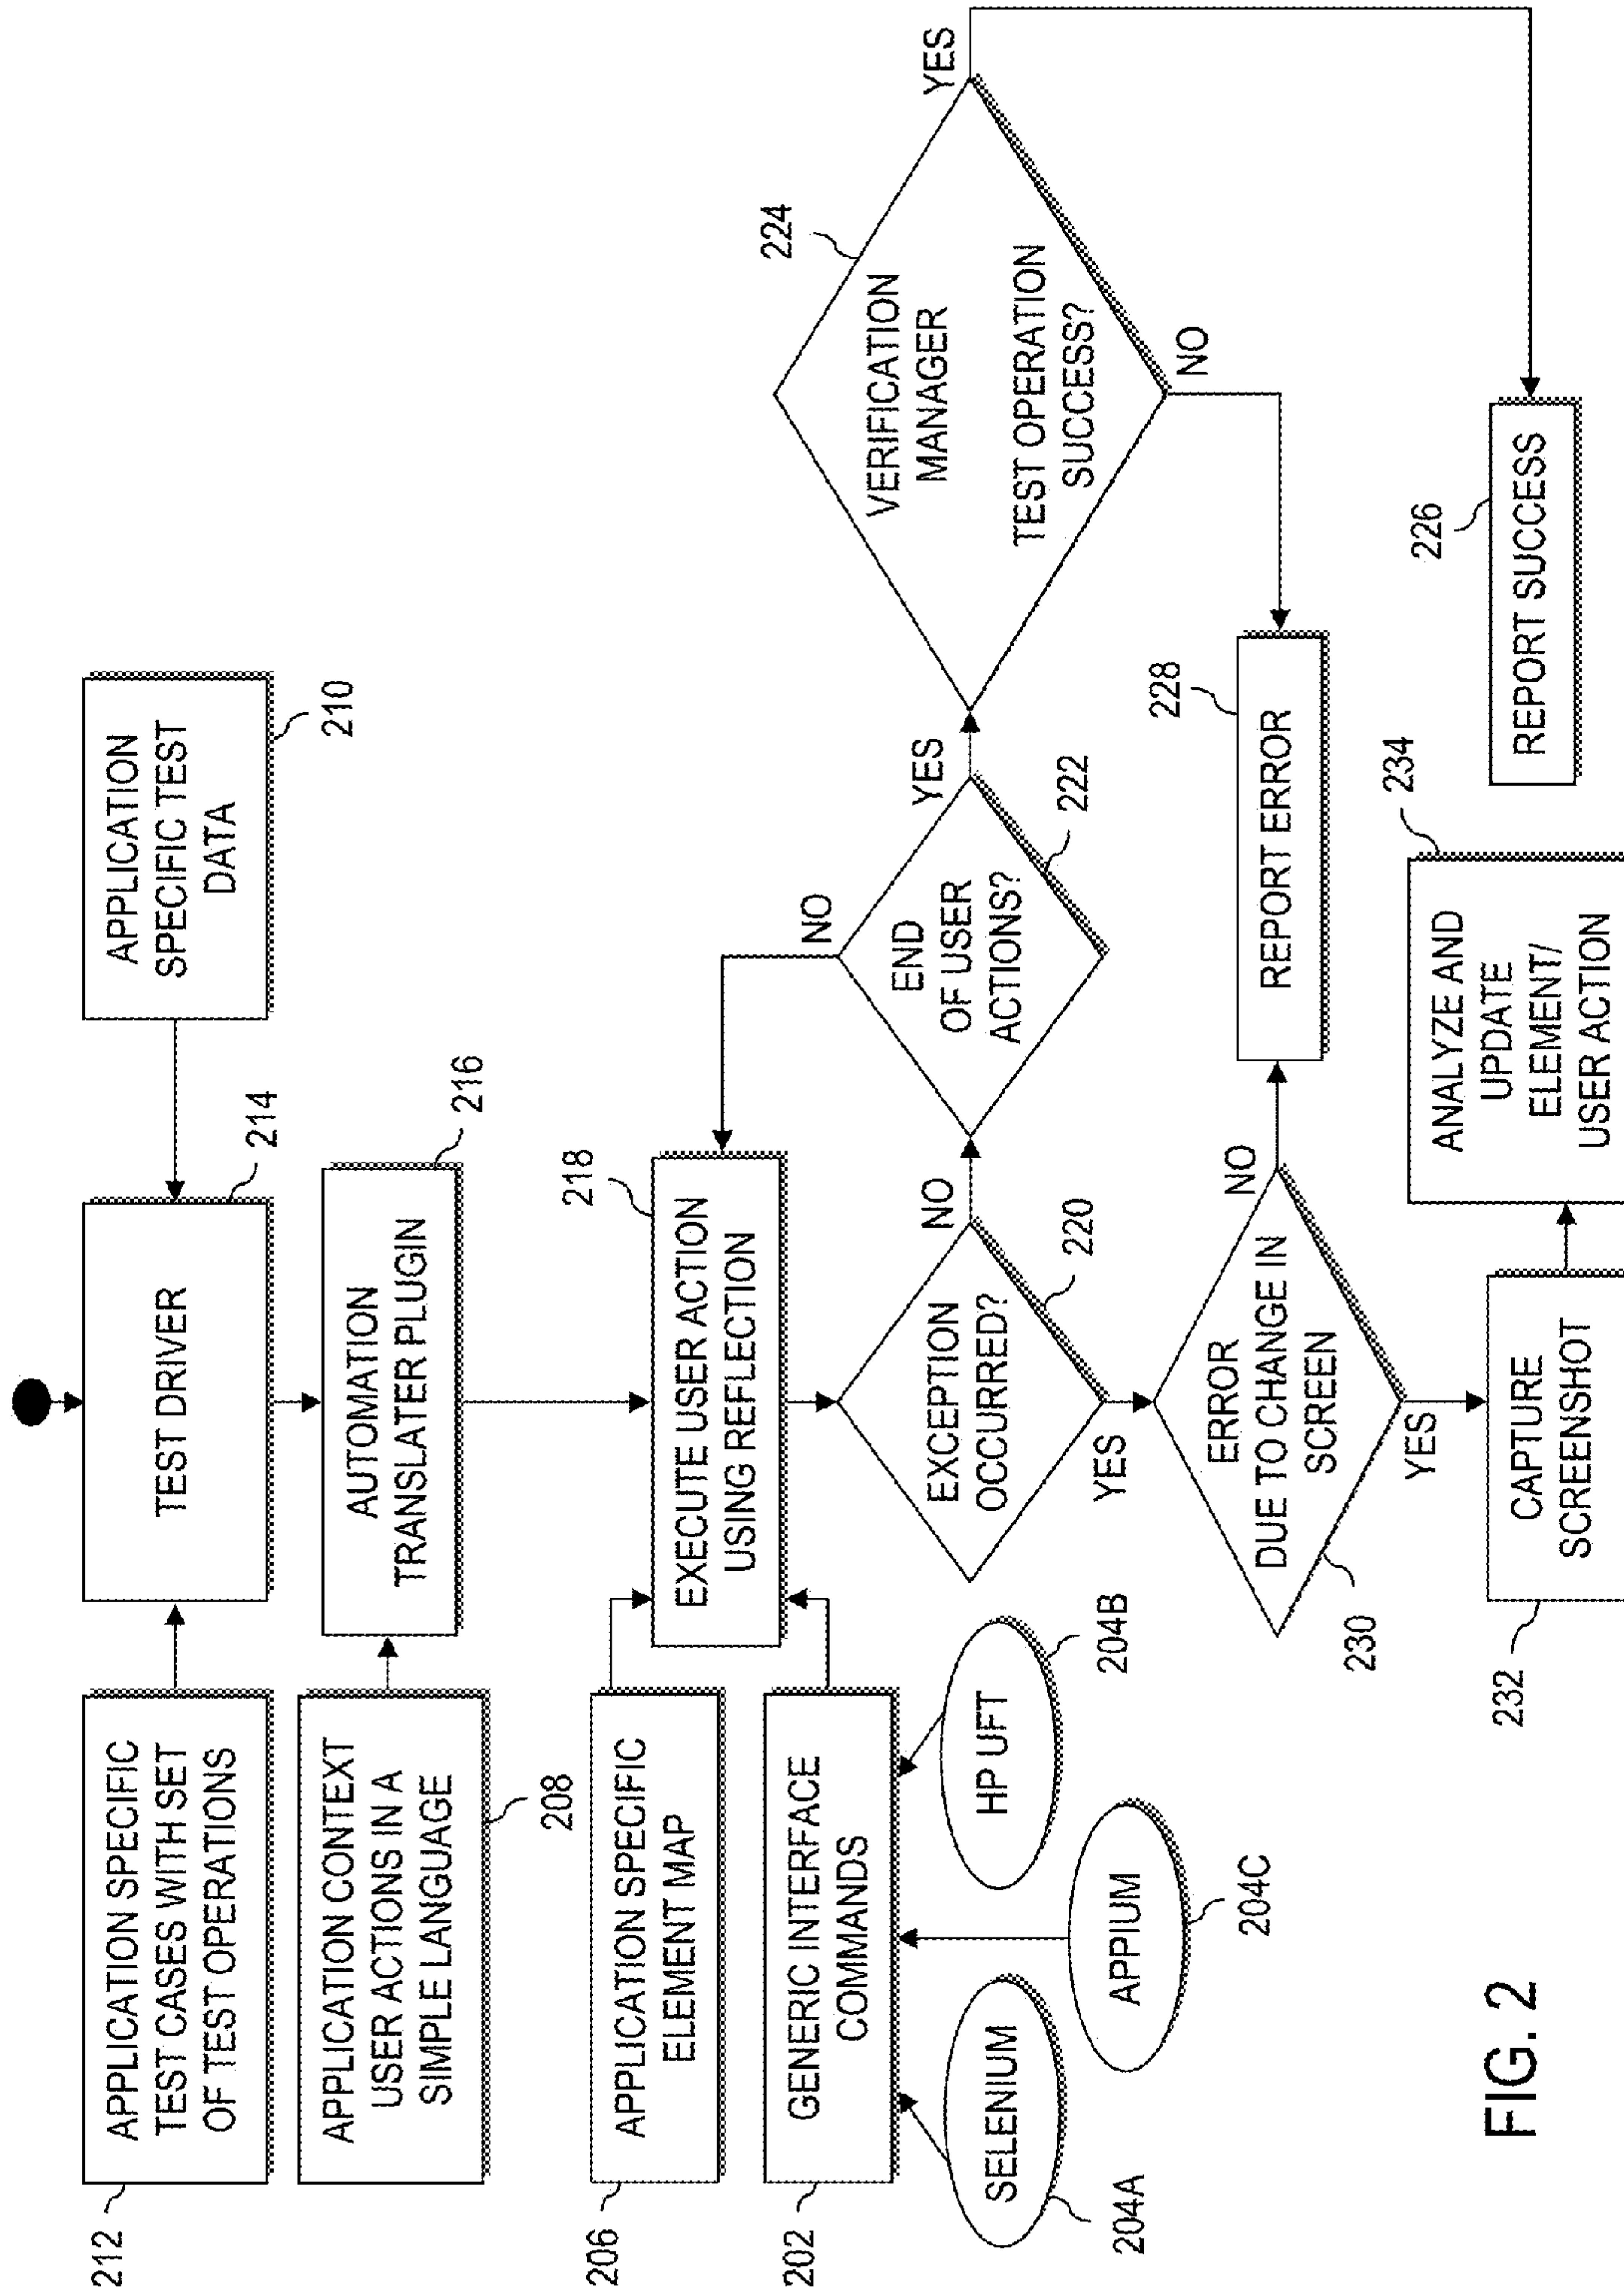 212
APPLICATION SPECIFIC
TEST CASES WITH SET
OF TEST OPERATIONS
TEST DRIVER
214
APPLICATION
SPECIFIC TEST
DATA
210
APPLICATION CONTEXT
USER ACTIONS IN A
SIMPLE LANGUAGE
208
AUTOMATION
TRANSLATER PLUGIN
216
206
APPLICATION SPECIFIC
ELEMENT MAP
218
EXECUTE USER ACTION
USING REFLECTION
202
GENERIC INTERFACE
COMMANDS
SELENIUM
204A
APPIUM
204C
HP UFT
204B
EXCEPTION
OCCURRED?
220
NO
YES
END
OF USER
ACTIONS?
222
NO
YES
VERIFICATION
MANAGER
TEST OPERATION
SUCCESS?
224
YES
NO
ERROR
DUE TO CHANGE IN
SCREEN
230
NO
YES
REPORT ERROR
228
CAPTURE
SCREENSHOT
232
ANALYZE AND
UPDATE
ELEMENT/
USER ACTION
234
REPORT SUCCESS
226
FIG. 2